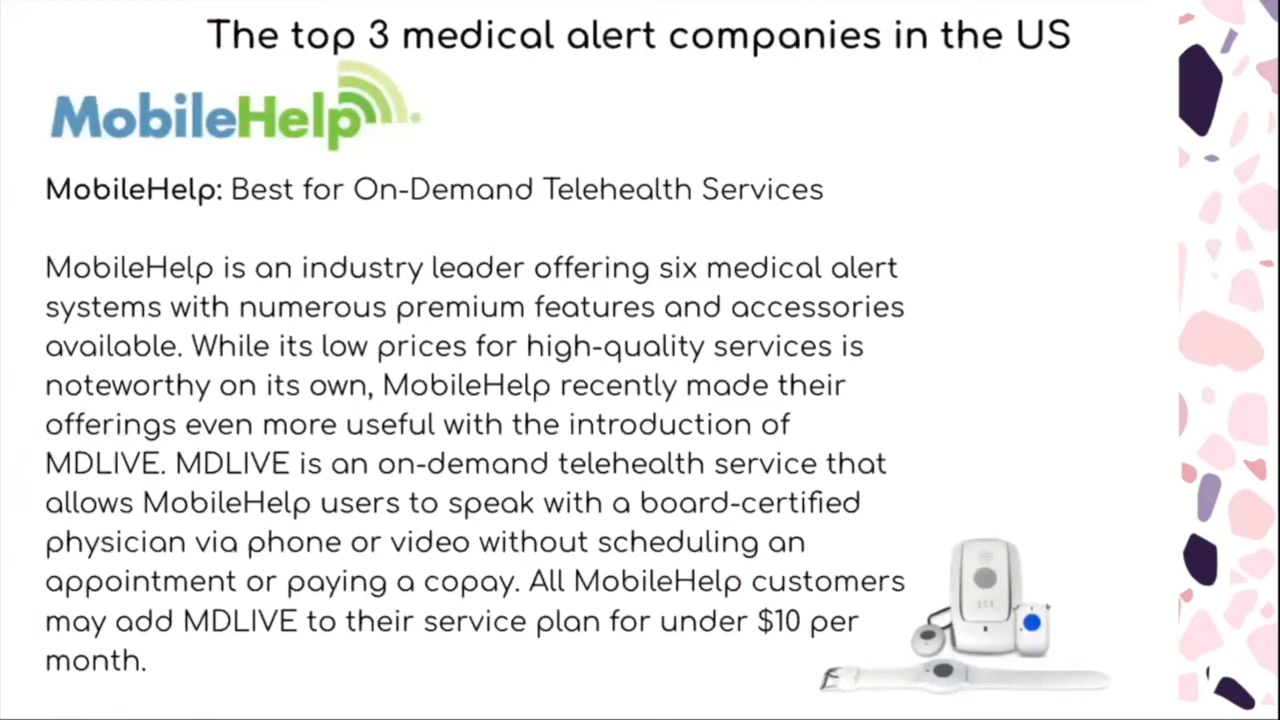 The top 3 medical alert companies in the US
MobileHelp
MobileHelp: Best for On-Demand Telehealth Services
MobileHelp is an industry leader offering six medical alert
systems with numerous premium features and accessories
available. While its low prices for high-quality services is
noteworthy on its own, MobileHelp recently made their
offerings even more useful with the introduction of
MDLIVE. MDLIVE is an on-demand telehealth service that
allows MobileHelp users to speak with a board-certified
physician via phone or video without scheduling an
appointment or paying a copay. All MobileHelp customers
may add MDLIVE to their service plan for under $10 per
month.